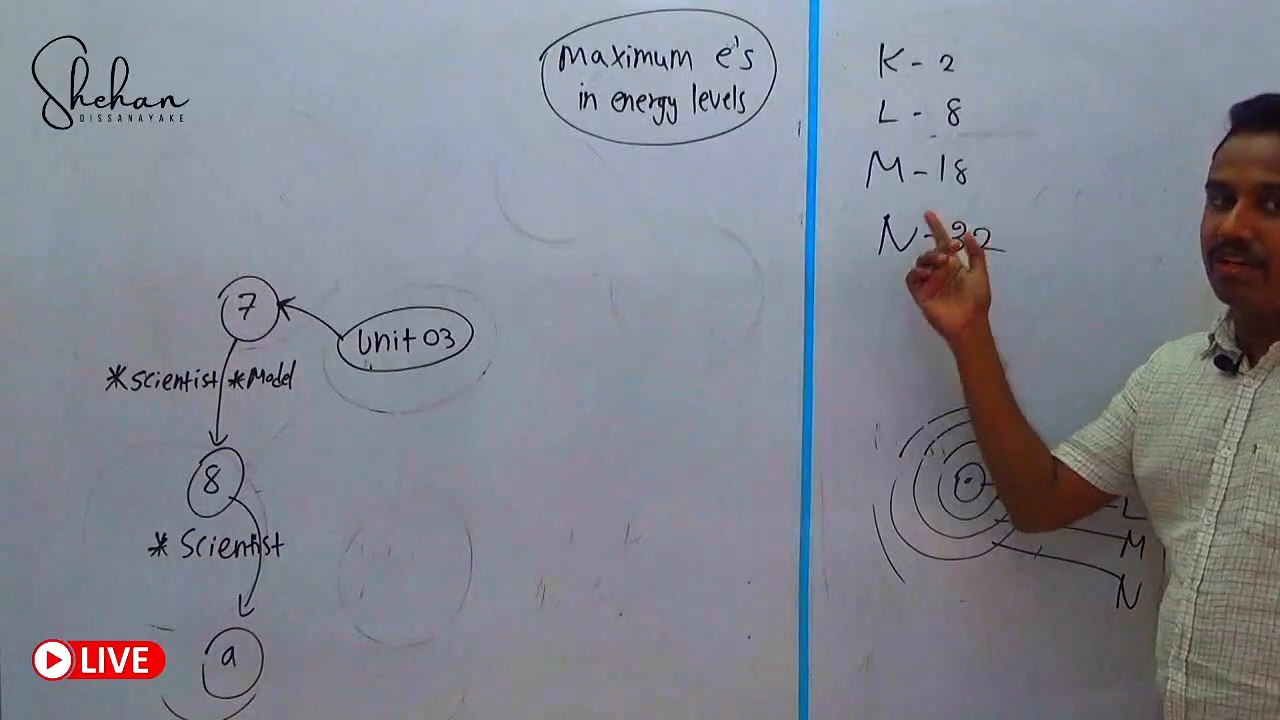 Shehan
DISSANAYAKE
Maximum e's
in energy levels
K - 2
L - 8
M - 18
N - 32
7
Unit 03
*Scientist *Model
8
* Scientist
a
L
M
N
LIVE